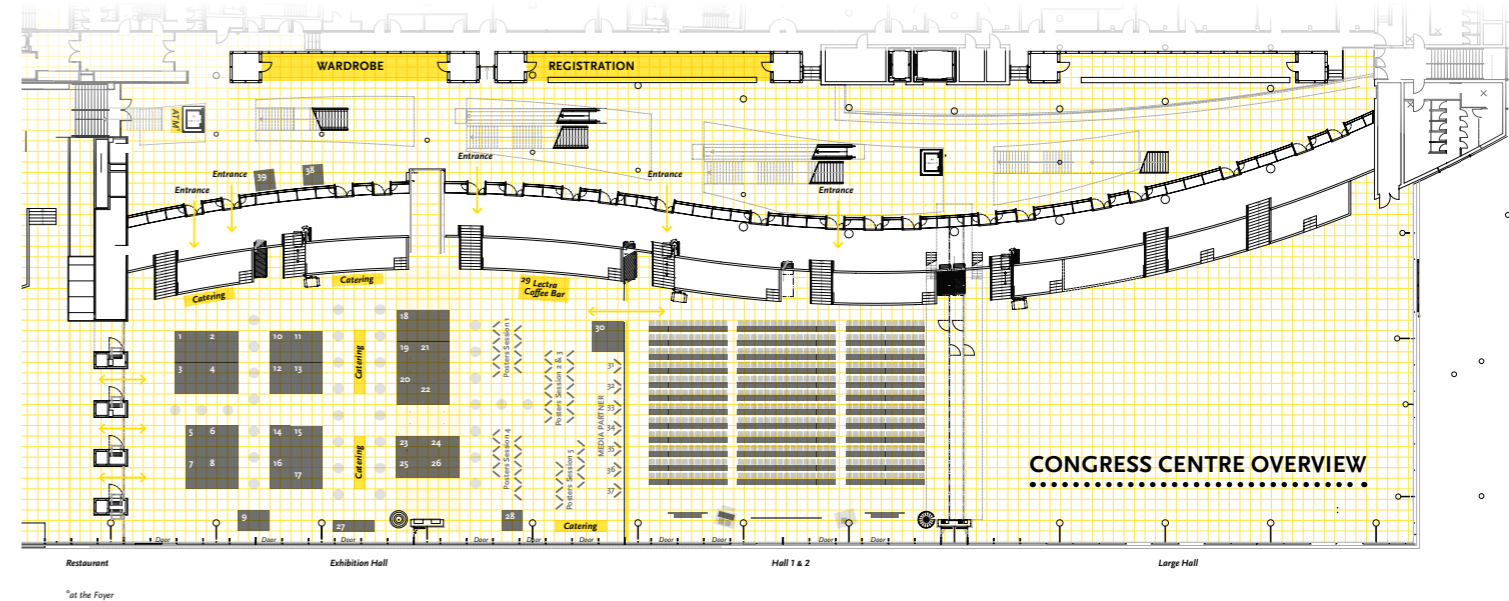 WARDROBE
REGISTRATION
ATM°
Entrance
Entrance
Entrance
Entrance
Entrance
39
38
Catering
Catering
29 Lectra
Coffee Bar
1
2
3
4
10
11
12
13
Catering
18
19
21
20
22
Posters Session 1
Posters Session 2 & 3
30
31
32
33
34
35
36
37
MEDIA PARTNER
5
6
7
8
14
15
16
17
Catering
23
24
25
26
Posters Session 4
Posters Session 5
9
27
28
Catering
CONGRESS CENTRE OVERVIEW
Door
Door
Door
Door
Door
Door
Door
Door
Restaurant
Exhibition Hall
Hall 1 & 2
Large Hall
°at the Foyer